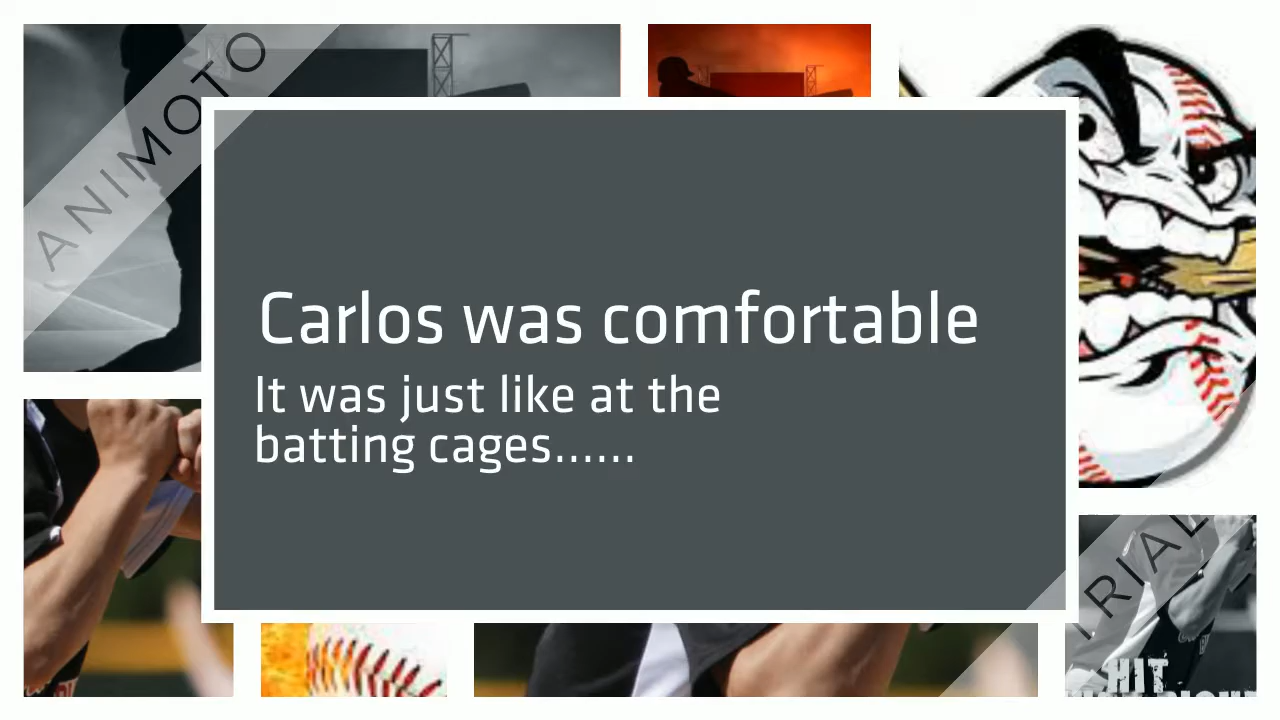 ANIMOTO
Carlos was comfortable
It was just like at the
batting cages......
TRIAL
HIT